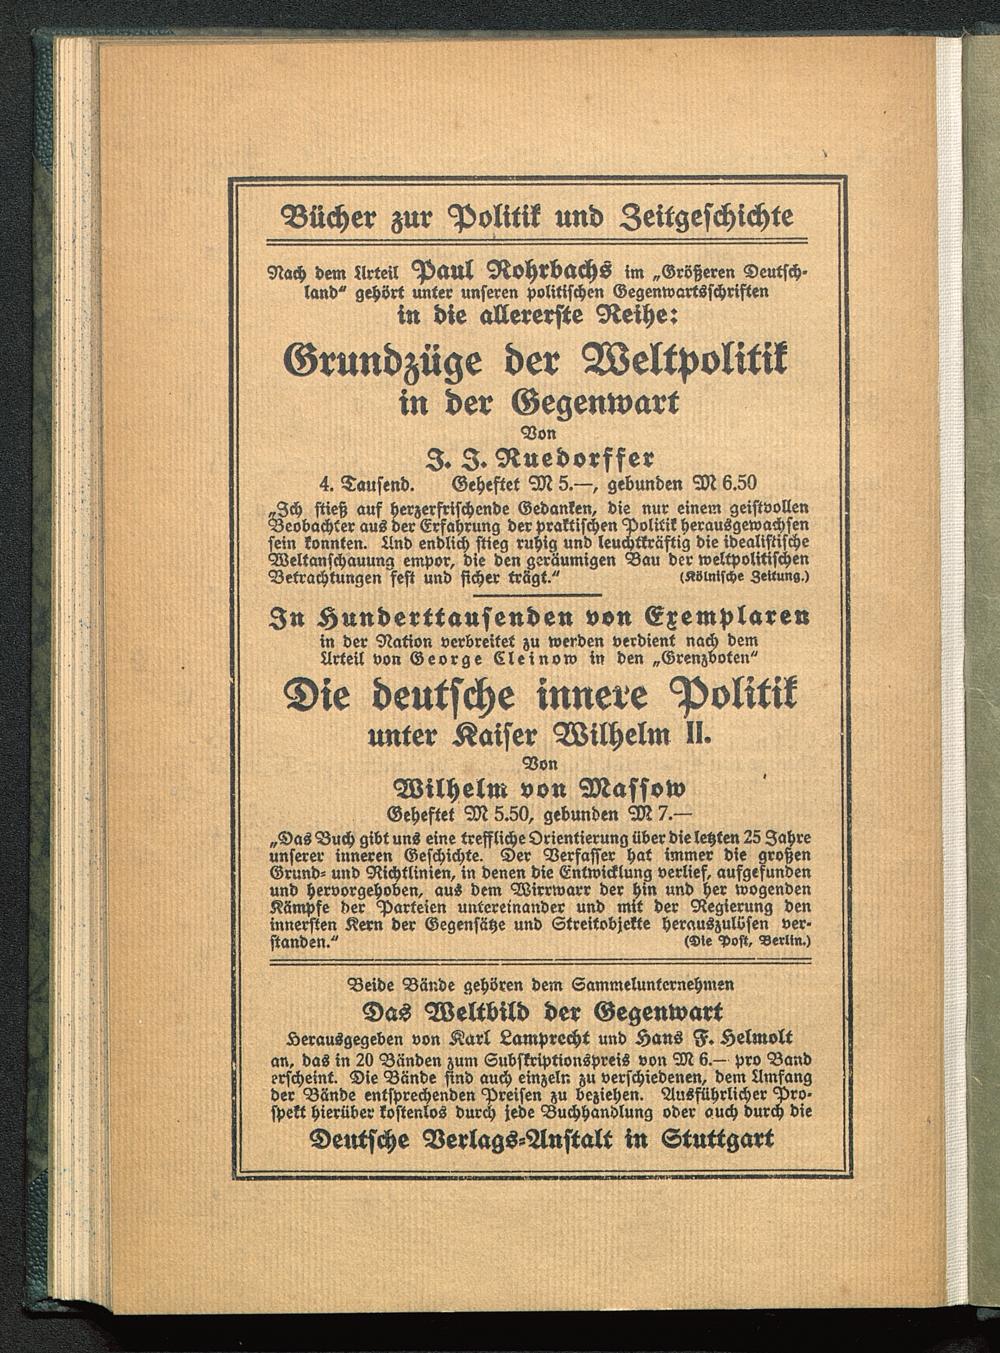 Bücher zur Politik und Zeitgeschichte
Nach dem Urteil Paul Rohrbachs im „Größeren Deutsch-
land“ gehört unter unseren politischen Gegenwartsschriften
in die allererste Reihe:
Grundzüge der Weltpolitik
in der Gegenwart
Von
J. J. Ruedorffer
4. Tausend. Geheftet M 5.—, gebunden M 6.50
„Ich stieß auf herzerfrischende Gedanken, die nur einem geistvollen
Beobachter aus der Erfahrung der praktischen Politik herausgewachsen
sein konnten. Und endlich stieg ruhig und leuchtkräftig die idealistische
Weltanschauung empor, die den geräumigen Bau der weltpolitischen
Betrachtungen fest und sicher trägt.“ (Kölnische Zeitung.)
In Hunderttausenden von Exemplaren
in der Nation verbreitet zu werden verdient nach dem
Urteil von George Cleinow in den „Grenzboten“
Die deutsche innere Politik
unter Kaiser Wilhelm II.
Von
Wilhelm von Massow
Geheftet M 5.50, gebunden M 7.—
„Das Buch gibt uns eine treffliche Orientierung über die letzten 25 Jahre
unserer inneren Geschichte. Der Verfasser hat immer die großen
Grund- und Richtlinien, in denen die Entwicklung verlief, aufgefunden
und hervorgehoben, aus dem Wirrwarr der hin und her wogenden
Kämpfe der Parteien untereinander und mit der Regierung den
innersten Kern der Gegensätze und Streitobjekte herauszulösen ver-
standen.“ (Die Post, Berlin.)
Beide Bände gehören dem Sammelunternehmen
Das Weltbild der Gegenwart
Herausgegeben von Karl Lamprecht und Hans F. Helmolt
an, das in 20 Bänden zum Subskriptionspreis von M 6.— pro Band
erscheint. Die Bände sind auch einzeln zu verschiedenen, dem Umfang
der Bände entsprechenden Preisen zu beziehen. Ausführlicher Pro-
spekt hierüber kostenlos durch jede Buchhandlung oder auch durch die
Deutsche Verlags-Anstalt in Stuttgart